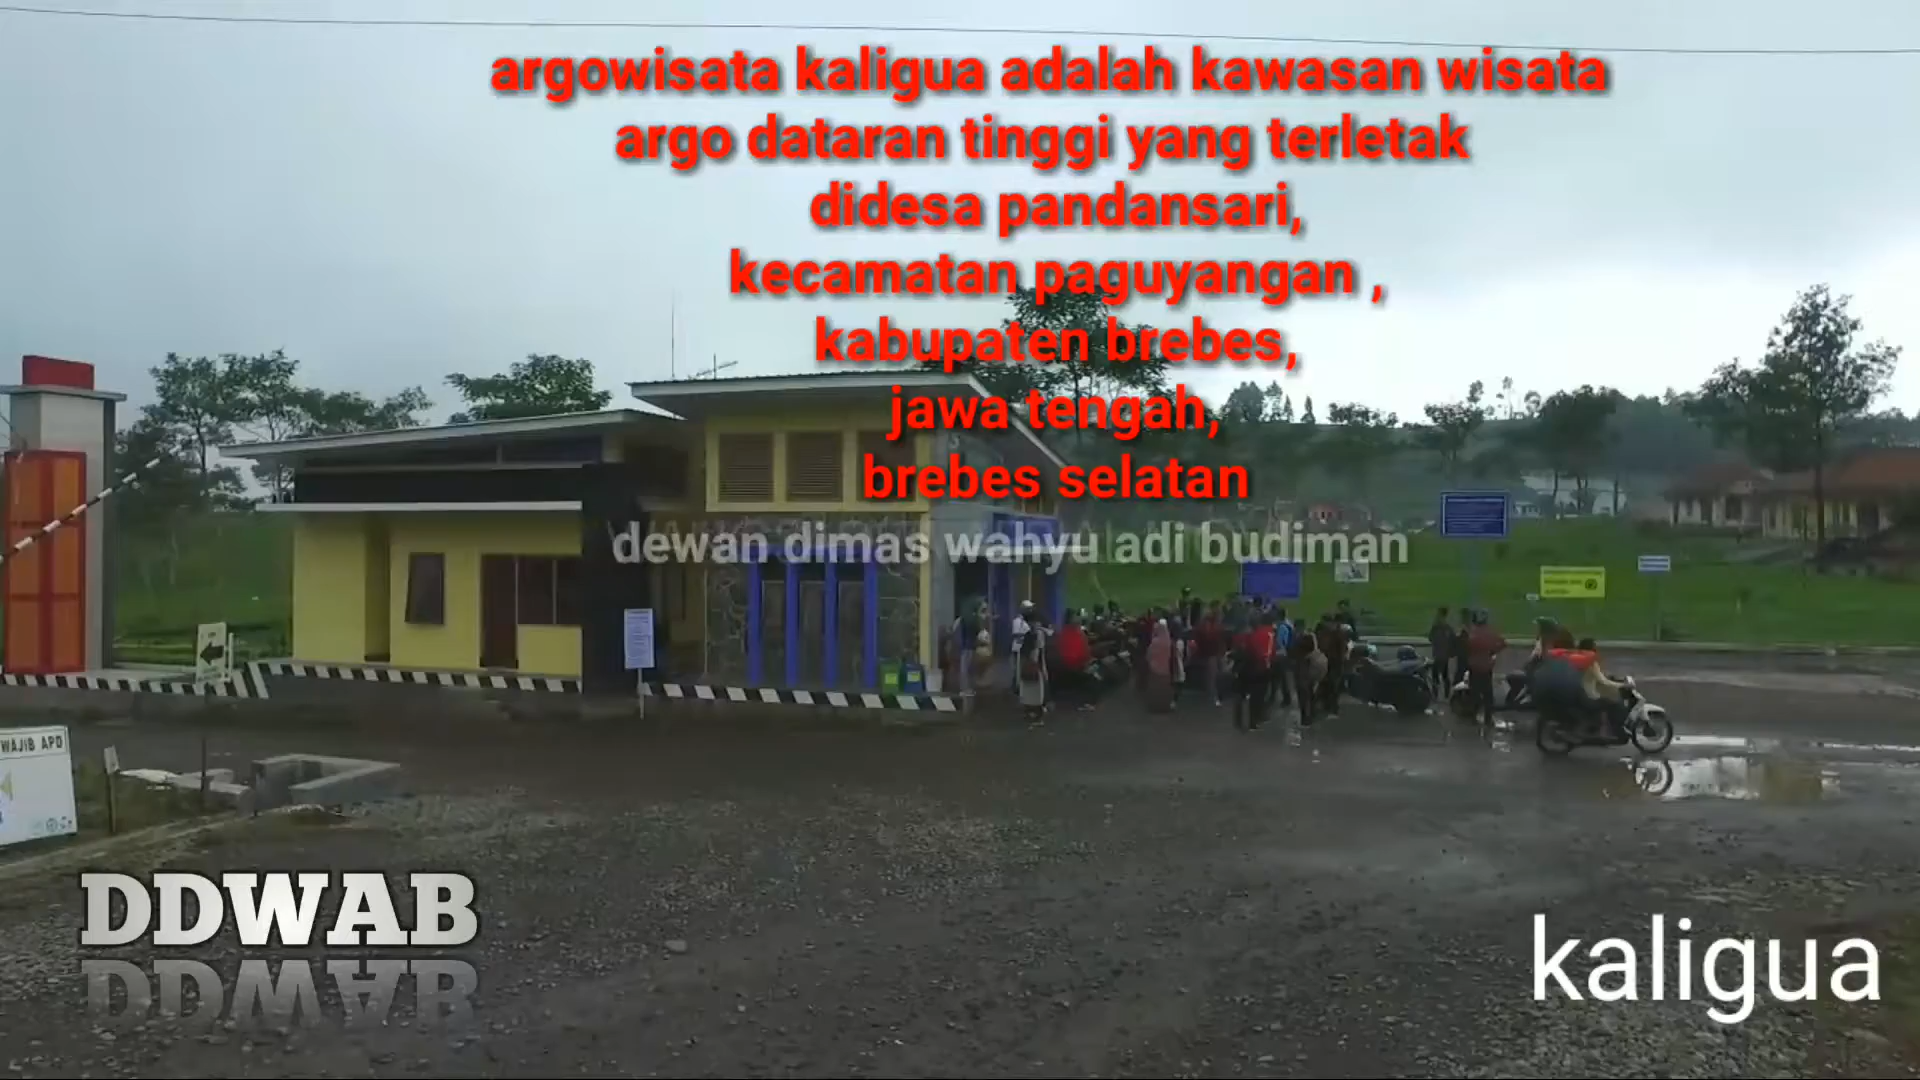 argowisata kaligua adalah kawasan wisata
argo dataran tinggi yang terletak
didesa pandansari,
kecamatan paguyangan ,
kabupaten brebes,
jawa tengah,
brebes selatan
dewan dimas wahyu adi budiman
WAJIB APD
DDWAB
kaligua